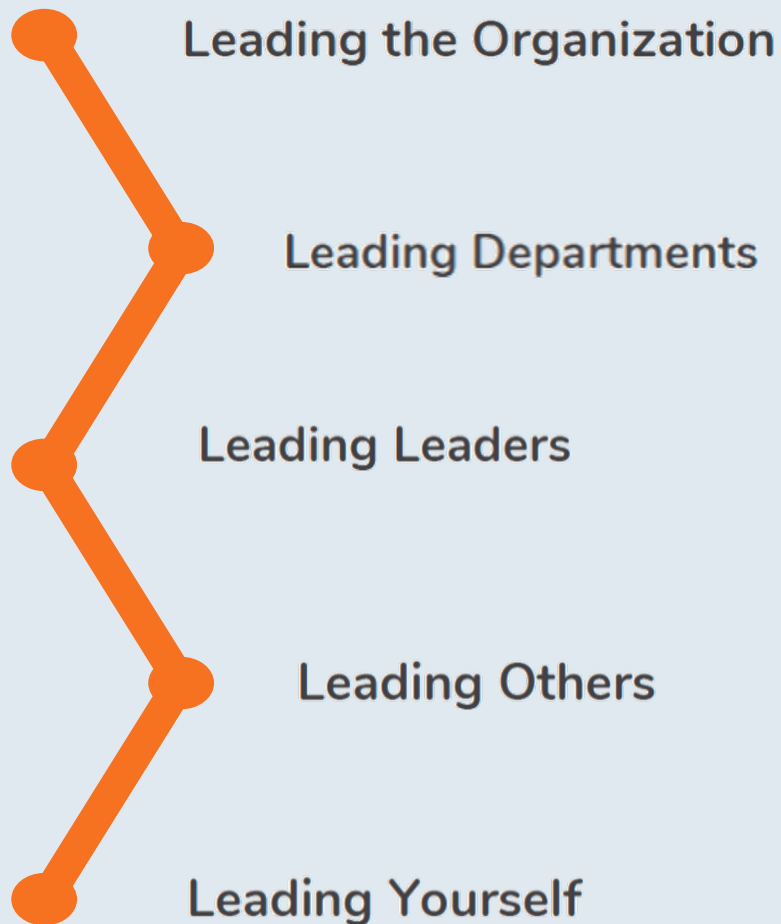 Leading the Organization
Leading Departments
Leading Leaders
Leading Others
Leading Yourself